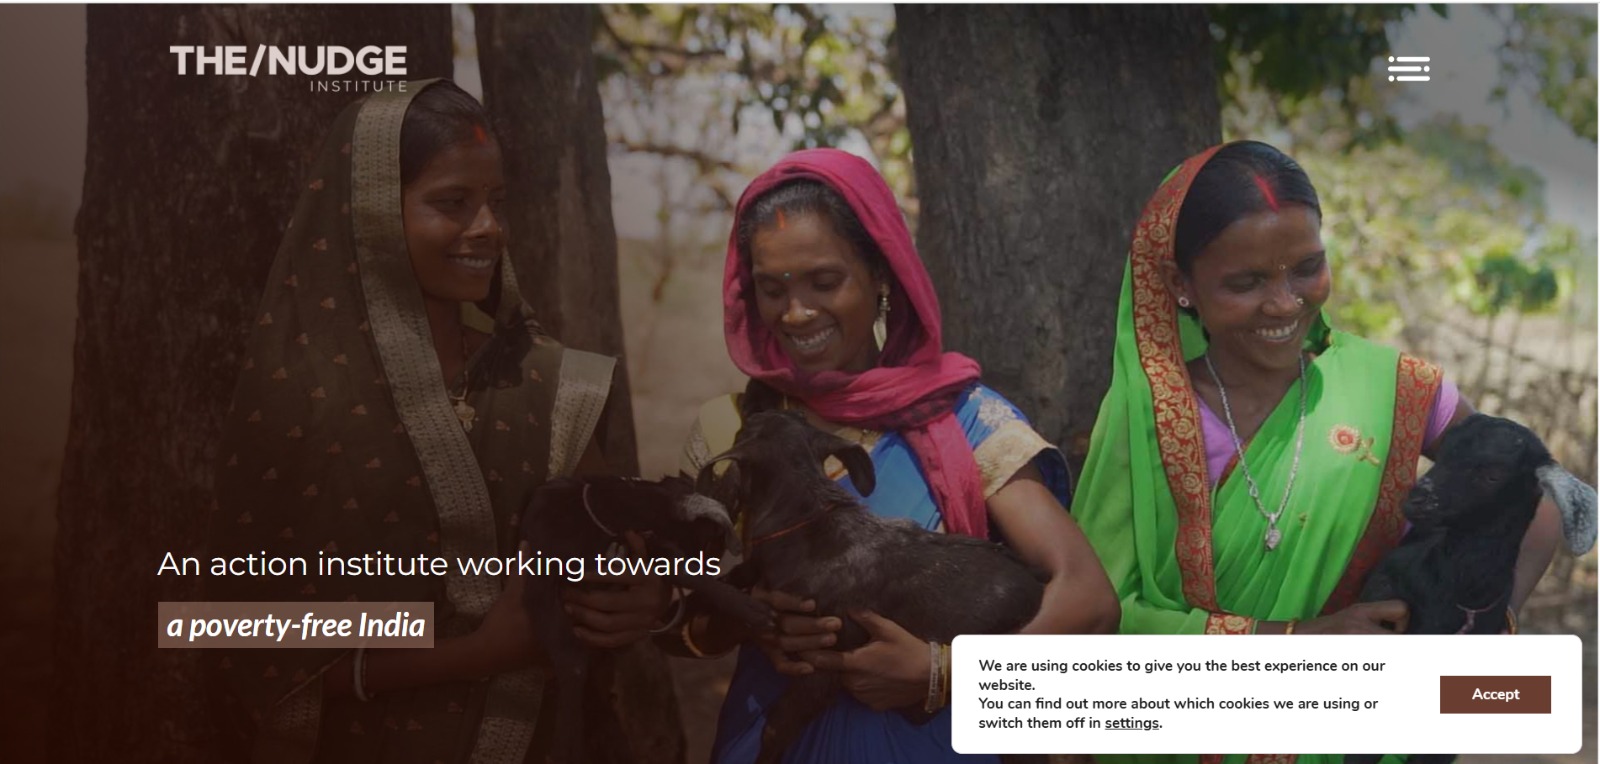 THE/NUDGE
INSTITUTE
An action institute working towards
a poverty-free India
We are using cookies to give you the best experience on our
website.
You can find out more about which cookies we are using or
switch them off in settings.
Accept